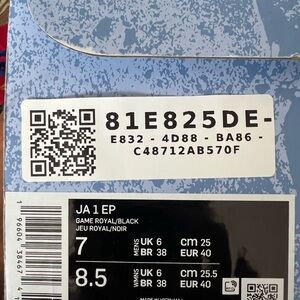 81E825DE-
E832 - 4D88 - BA86 -
C48712AB570F
JA 1 EP
GAME ROYAL/BLACK
JEU ROYAL/NOIR
7 MENS UK 6 cm 25
BR 38 EUR 40
8.5 WMNS UK 6 cm 25.5
BR 38 EUR 40